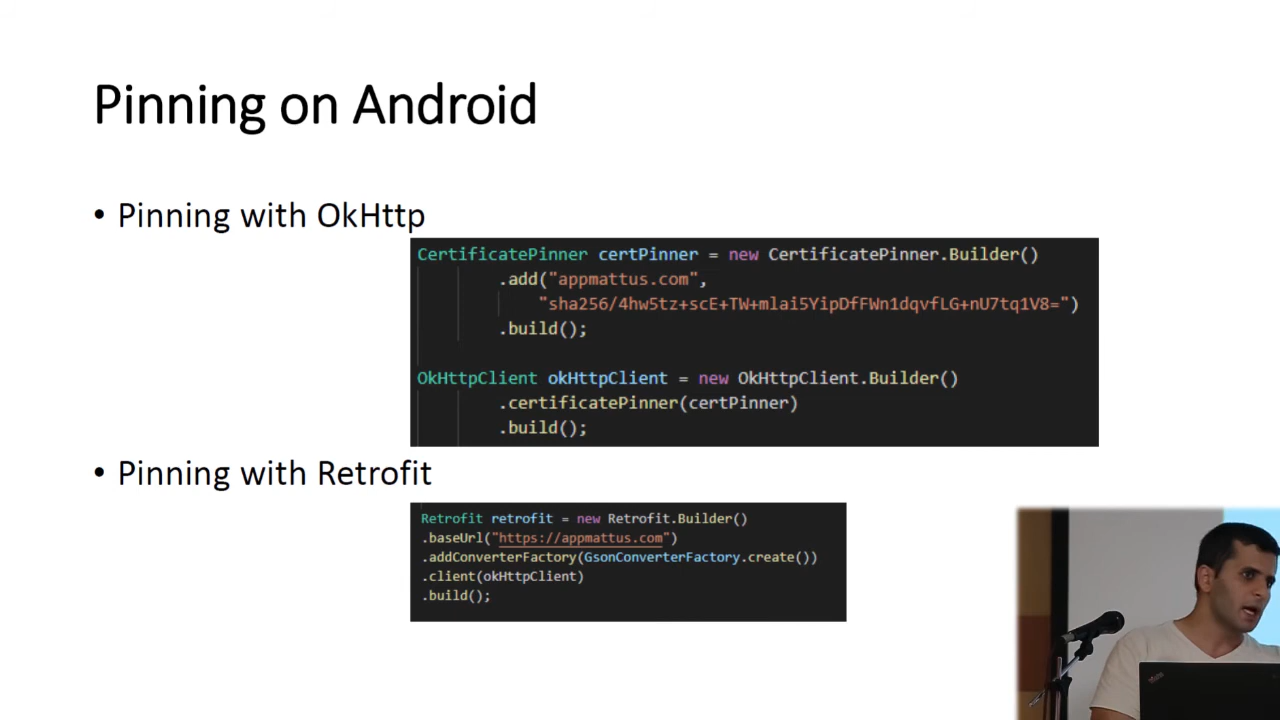 Pinning on Android
• Pinning with OkHttp
CertificatePinner certPinner = new CertificatePinner.Builder()
.add("appmattus.com",
"sha256/4hw5tz+scE+TW+mlai5YipDfFWn1dqvfLG+nU7tq1V8=")
.build();
OkHttpClient okHttpClient = new OkHttpClient.Builder()
.certificatePinner(certPinner)
.build();
• Pinning with Retrofit
Retrofit retrofit = new Retrofit.Builder()
.baseUrl("https://appmattus.com")
.addConverterFactory(GsonConverterFactory.create())
.client(okHttpClient)
.build();